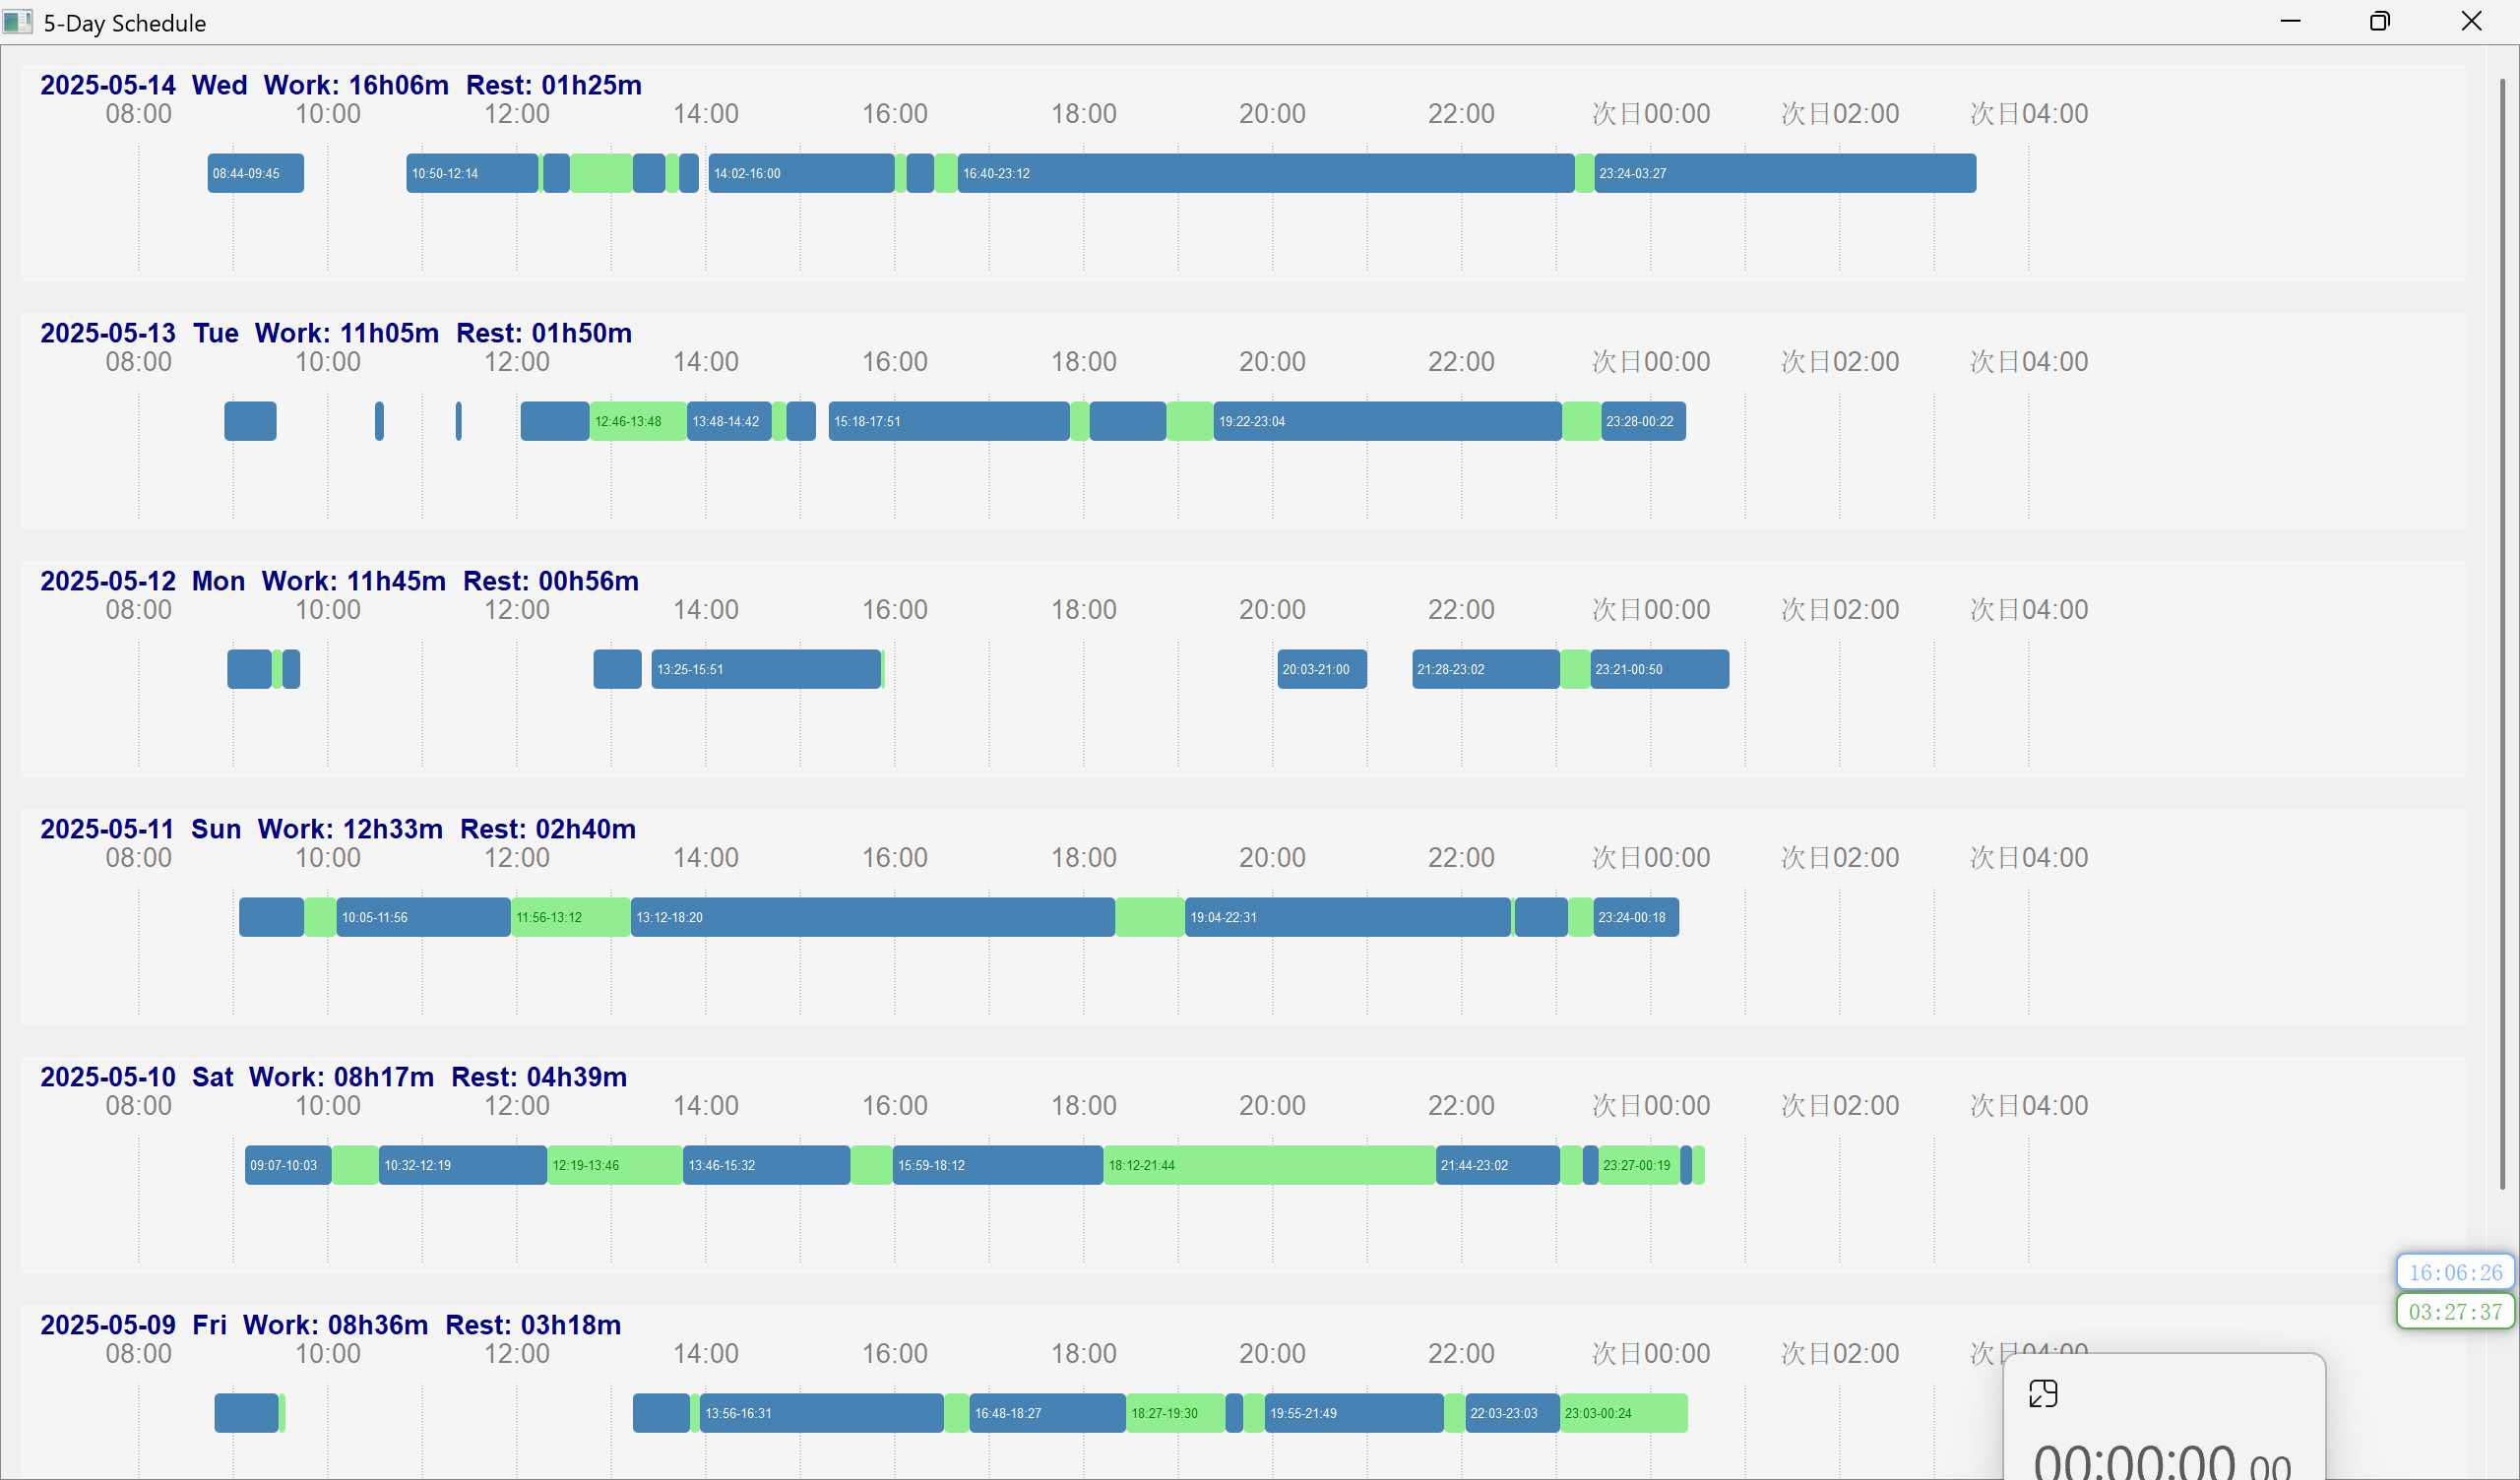 5-Day Schedule
2025-05-14 Wed Work: 16h06m Rest: 01h25m
08:00 10:00 12:00 14:00 16:00 18:00 20:00 22:00 次日00:00 次日02:00 次日04:00
08:44-09:45 10:50-12:14 14:02-16:00 16:40-23:12 23:24-03:27
2025-05-13 Tue Work: 11h05m Rest: 01h50m
08:00 10:00 12:00 14:00 16:00 18:00 20:00 22:00 次日00:00 次日02:00 次日04:00
12:46-13:48 13:48-14:42 15:18-17:51 19:22-23:04 23:28-00:22
2025-05-12 Mon Work: 11h45m Rest: 00h56m
08:00 10:00 12:00 14:00 16:00 18:00 20:00 22:00 次日00:00 次日02:00 次日04:00
13:25-15:51 20:03-21:00 21:28-23:02 23:21-00:50
2025-05-11 Sun Work: 12h33m Rest: 02h40m
08:00 10:00 12:00 14:00 16:00 18:00 20:00 22:00 次日00:00 次日02:00 次日04:00
10:05-11:56 11:56-13:12 13:12-18:20 19:04-22:31 23:24-00:18
2025-05-10 Sat Work: 08h17m Rest: 04h39m
08:00 10:00 12:00 14:00 16:00 18:00 20:00 22:00 次日00:00 次日02:00 次日04:00
09:07-10:03 10:32-12:19 12:19-13:46 13:46-15:32 15:59-18:12 18:12-21:44 21:44-23:02 23:27-00:19
16:06:26
03:27:37
2025-05-09 Fri Work: 08h36m Rest: 03h18m
08:00 10:00 12:00 14:00 16:00 18:00 20:00 22:00 次日00:00 次日02:00 次日04:00
13:56-16:31 16:48-18:27 18:27-19:30 19:55-21:49 22:03-23:03 23:03-00:24
00:00:00 00